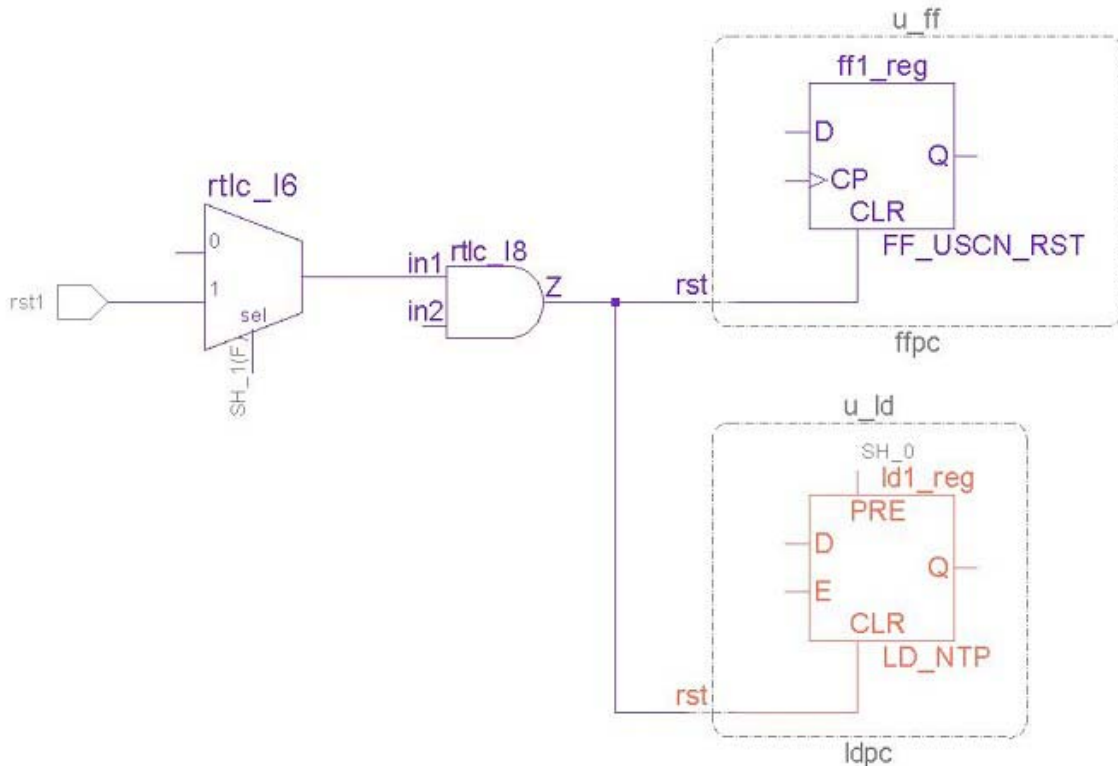 u_ff
ff1_reg
D
Q
CP
CLR
FF_USCN_RST
rtlc_I6
0
1
sel
rst1
SH_1(F,
in1
rtlc_I8
in2
Z
rst
ffpc
u_ld
SH_0
ld1_reg
PRE
D
Q
E
CLR
LD_NTP
rst
ldpc